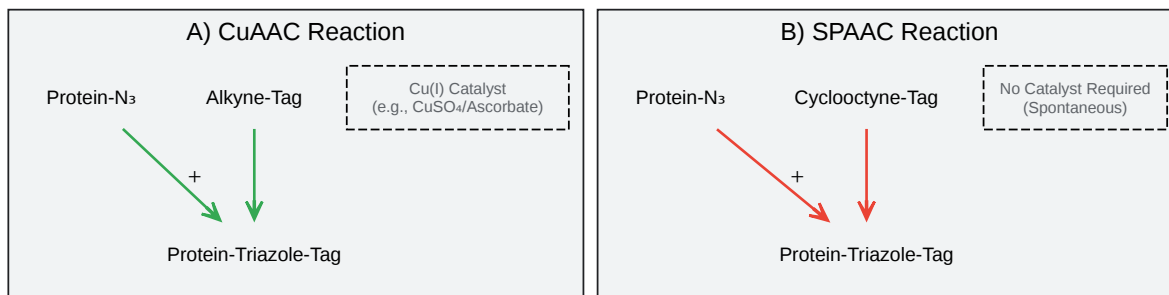 A) CuAAC Reaction
Protein-N₃
Alkyne-Tag
Cu(I) Catalyst
(e.g., CuSO₄/Ascorbate)
+
Protein-Triazole-Tag
B) SPAAC Reaction
Protein-N₃
Cyclooctyne-Tag
No Catalyst Required
(Spontaneous)
+
Protein-Triazole-Tag